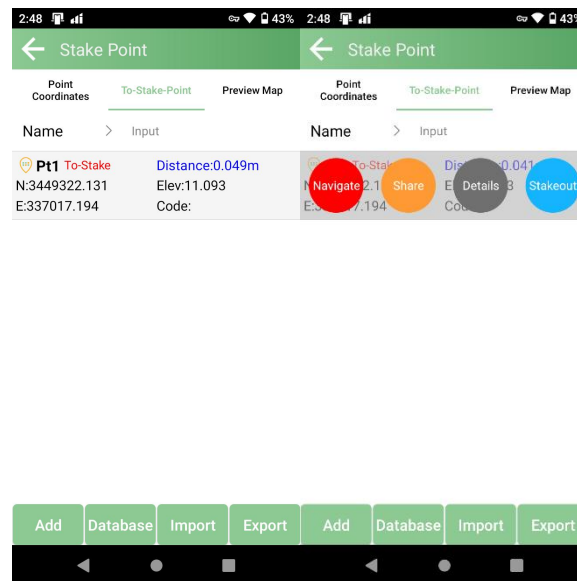 2:48 43%
Stake Point
Point Coordinates To-Stake-Point Preview Map
Name > Input
Pt1 To-Stake Distance:0.049m
N:3449322.131 Elev:11.093
E:337017.194 Code:
Add Database Import Export
2:48 43%
Stake Point
Point Coordinates To-Stake-Point Preview Map
Name > Input
Navigate Share Details Stakeout
Add Database Import Export